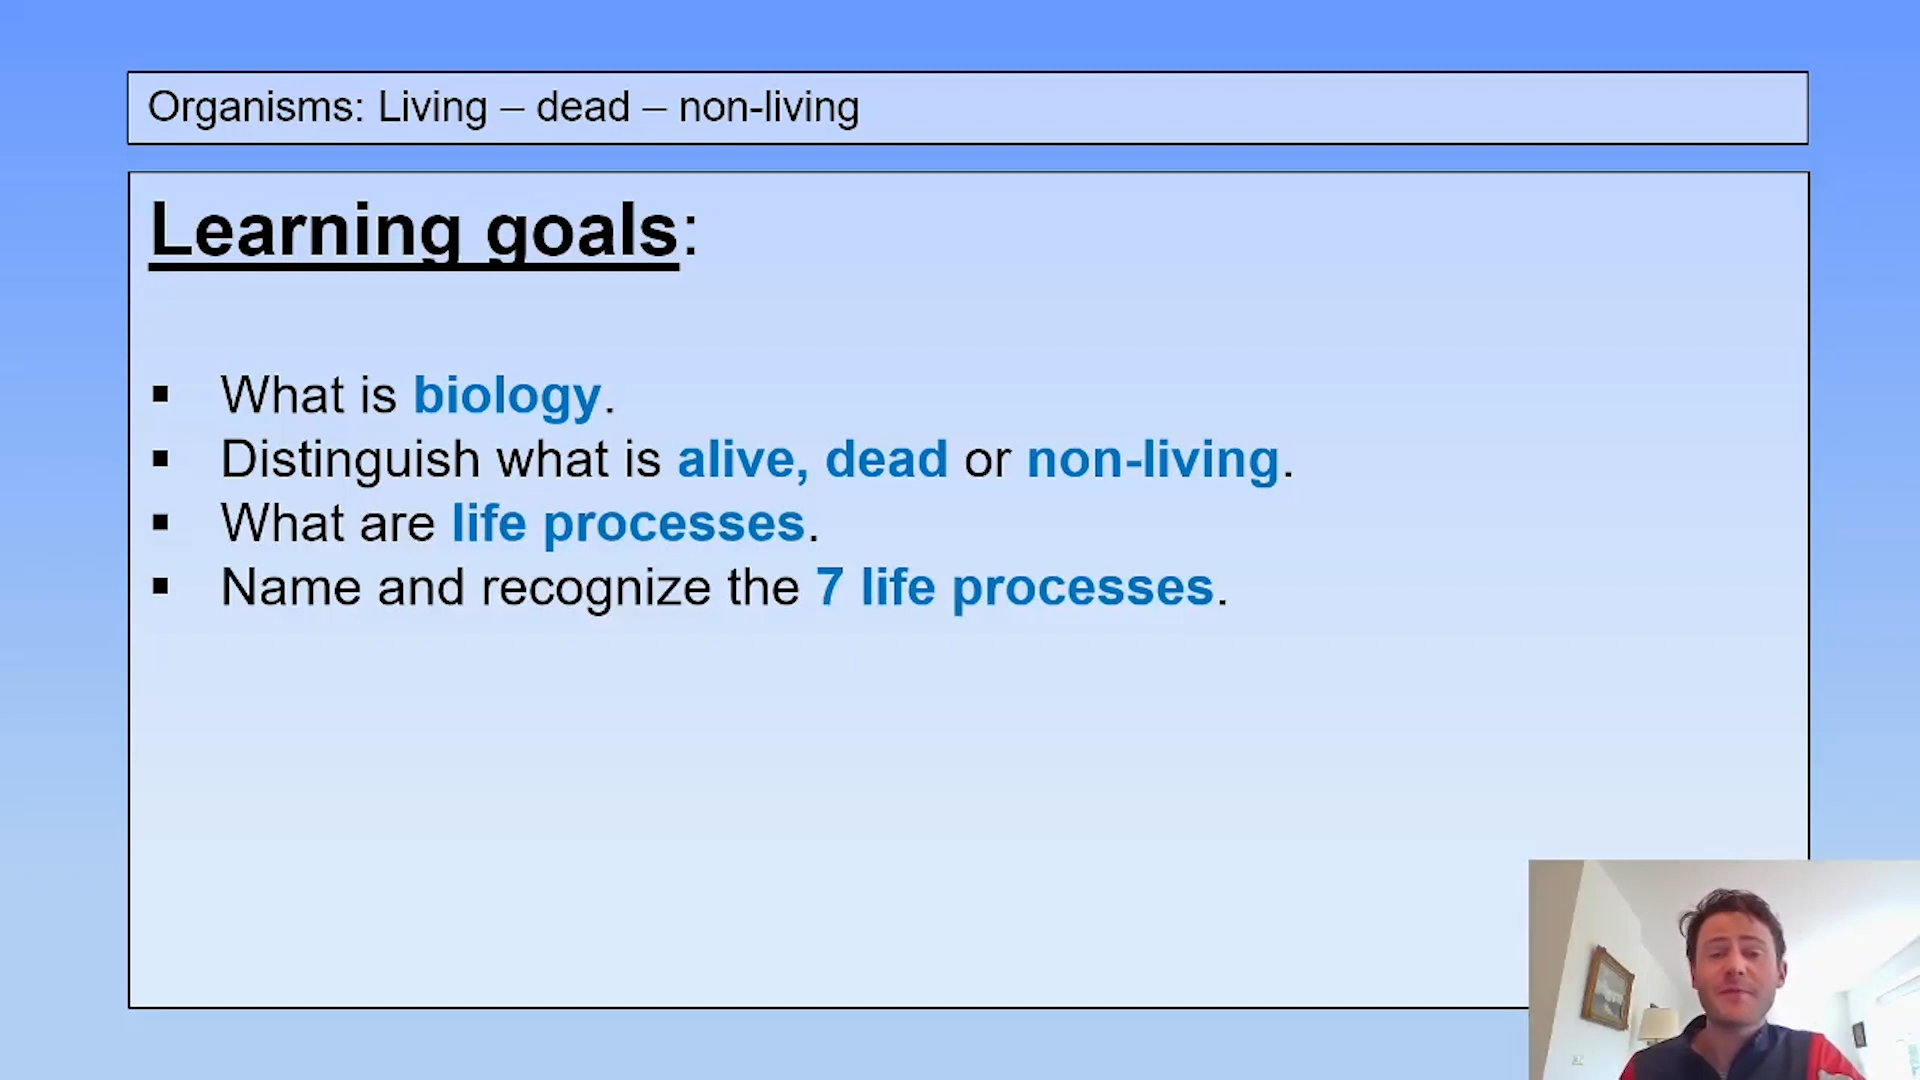 Organisms: Living – dead – non-living
Learning goals:
▪ What is biology.
▪ Distinguish what is alive, dead or non-living.
▪ What are life processes.
▪ Name and recognize the 7 life processes.